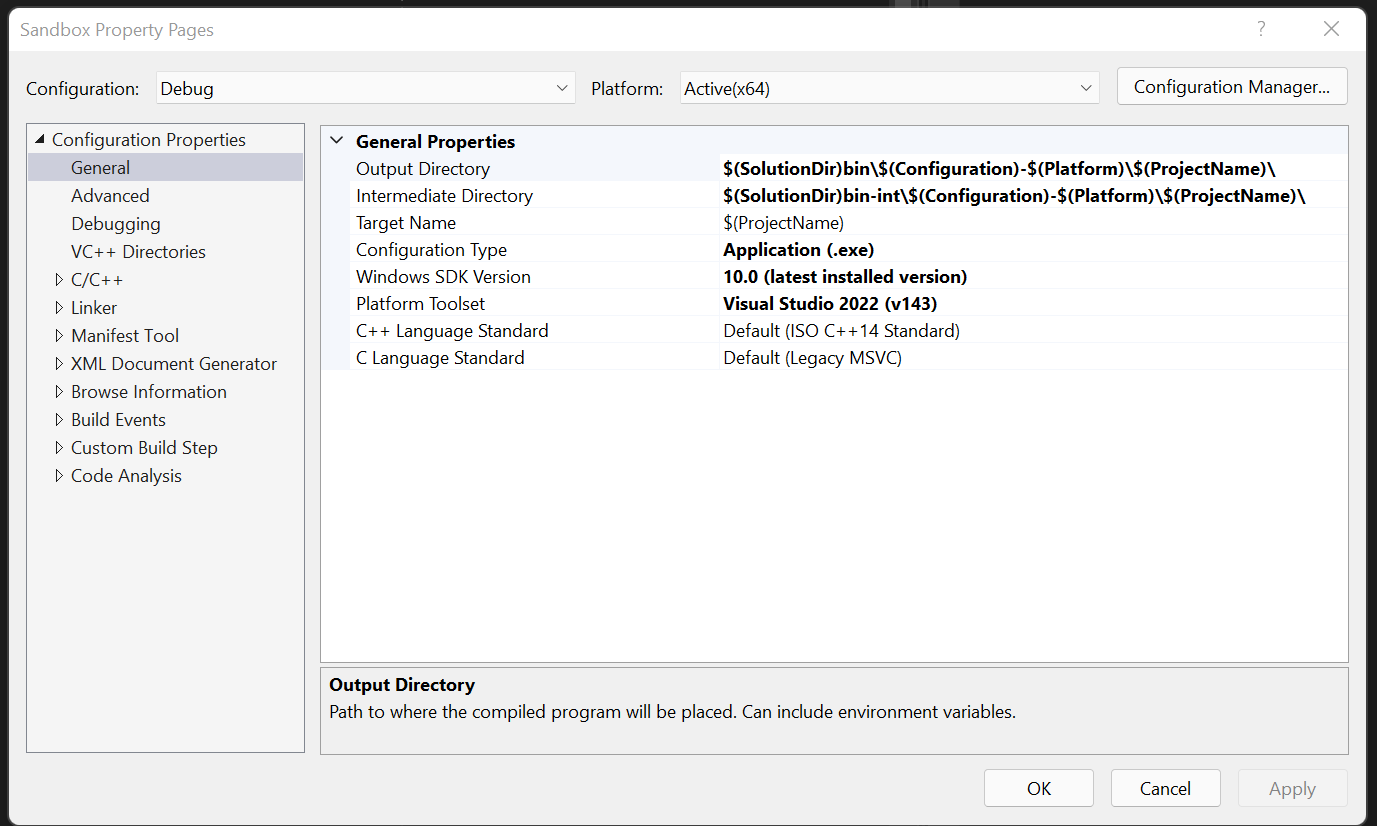 Sandbox Property Pages
?
Configuration: Debug Platform: Active(x64) Configuration Manager...
Configuration Properties
General
Advanced
Debugging
VC++ Directories
C/C++
Linker
Manifest Tool
XML Document Generator
Browse Information
Build Events
Custom Build Step
Code Analysis
General Properties
Output Directory $(SolutionDir)bin\$(Configuration)-$(Platform)\$(ProjectName)\
Intermediate Directory $(SolutionDir)bin-int\$(Configuration)-$(Platform)\$(ProjectName)\
Target Name $(ProjectName)
Configuration Type Application (.exe)
Windows SDK Version 10.0 (latest installed version)
Platform Toolset Visual Studio 2022 (v143)
C++ Language Standard Default (ISO C++14 Standard)
C Language Standard Default (Legacy MSVC)
Output Directory
Path to where the compiled program will be placed. Can include environment variables.
OK Cancel Apply